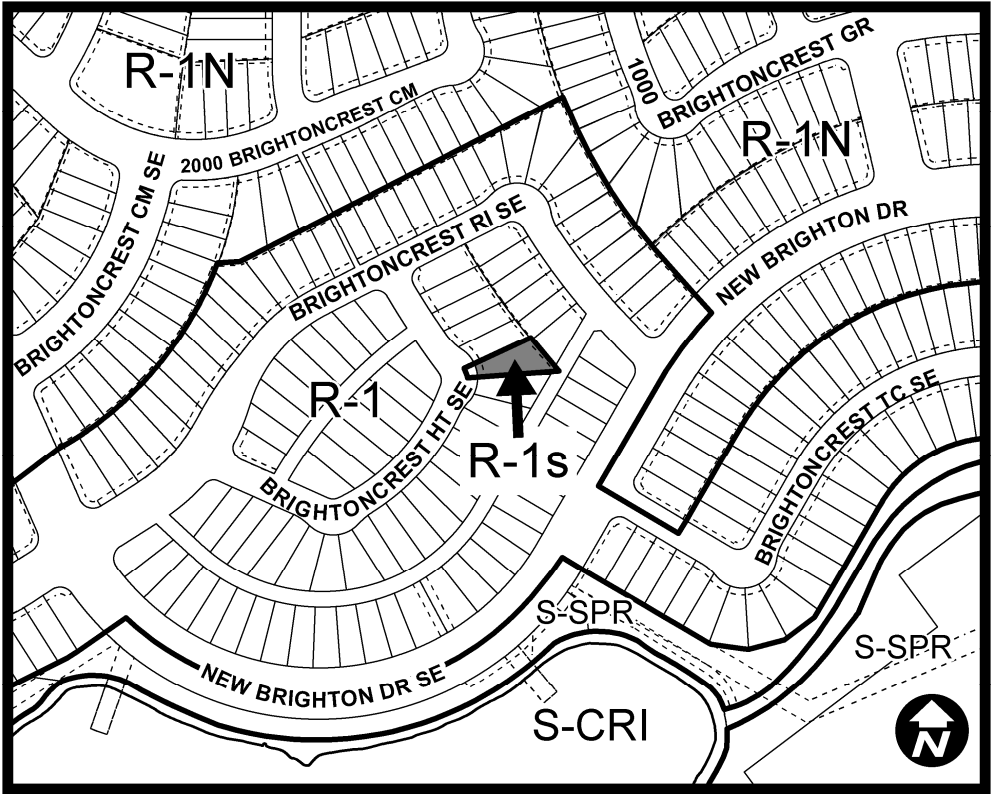 R-1N
2000 BRIGHTONCREST CM
1000
BRIGHTONCREST GR
R-1N
BRIGHTONCREST CM SE
BRIGHTONCREST RI SE
NEW BRIGHTON DR
R-1
BRIGHTONCREST HT SE
R-1s
BRIGHTONCREST TC SE
S-SPR
S-SPR
NEW BRIGHTON DR SE
S-CRI
N